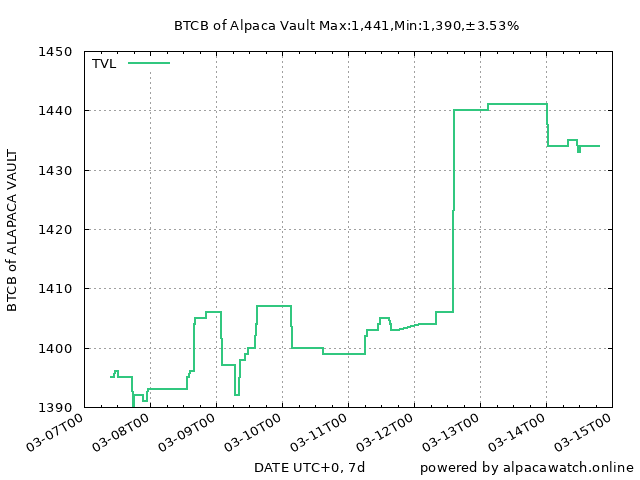 BTCB of Alpaca Vault Max:1,441,Min:1,390,±3.53%
TVL
BTCB of ALAPACA VAULT
1450
1440
1430
1420
1410
1400
1390
03-07T00
03-08T00
03-09T00
03-10T00
03-11T00
03-12T00
03-13T00
03-14T00
03-15T00
DATE UTC+0, 7d
powered by alpacawatch.online